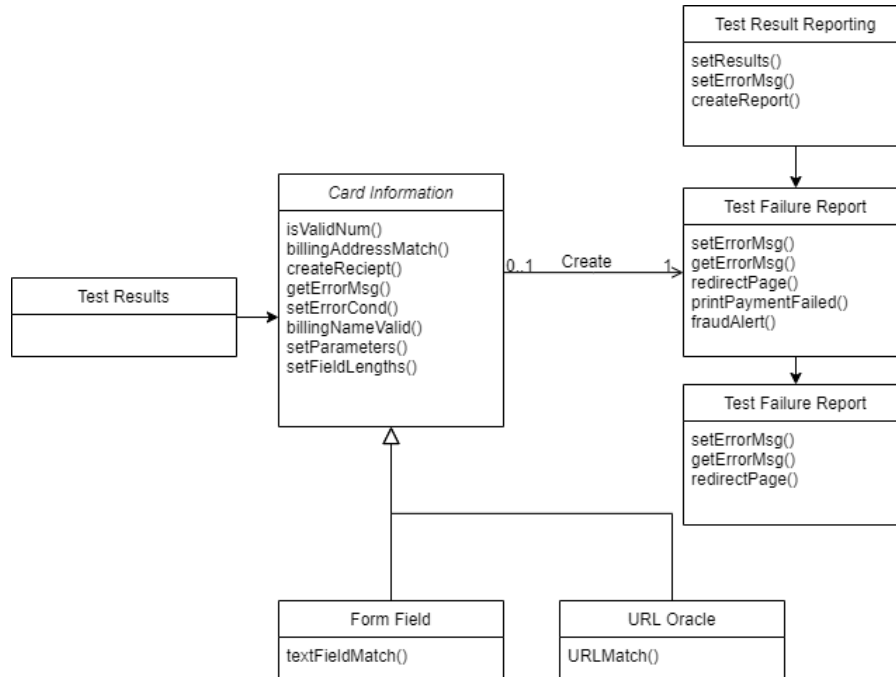 Test Result Reporting
setResults()
setErrorMsg()
createReport()
Card Information
isValidNum()
billingAddressMatch()
createReciept()
getErrorMsg()
setErrorCond()
billingNameValid()
setParameters()
setFieldLengths()
0..1 Create 1
Test Failure Report
setErrorMsg()
getErrorMsg()
redirectPage()
printPaymentFailed()
fraudAlert()
Test Results
Test Failure Report
setErrorMsg()
getErrorMsg()
redirectPage()
Form Field
textFieldMatch()
URL Oracle
URLMatch()